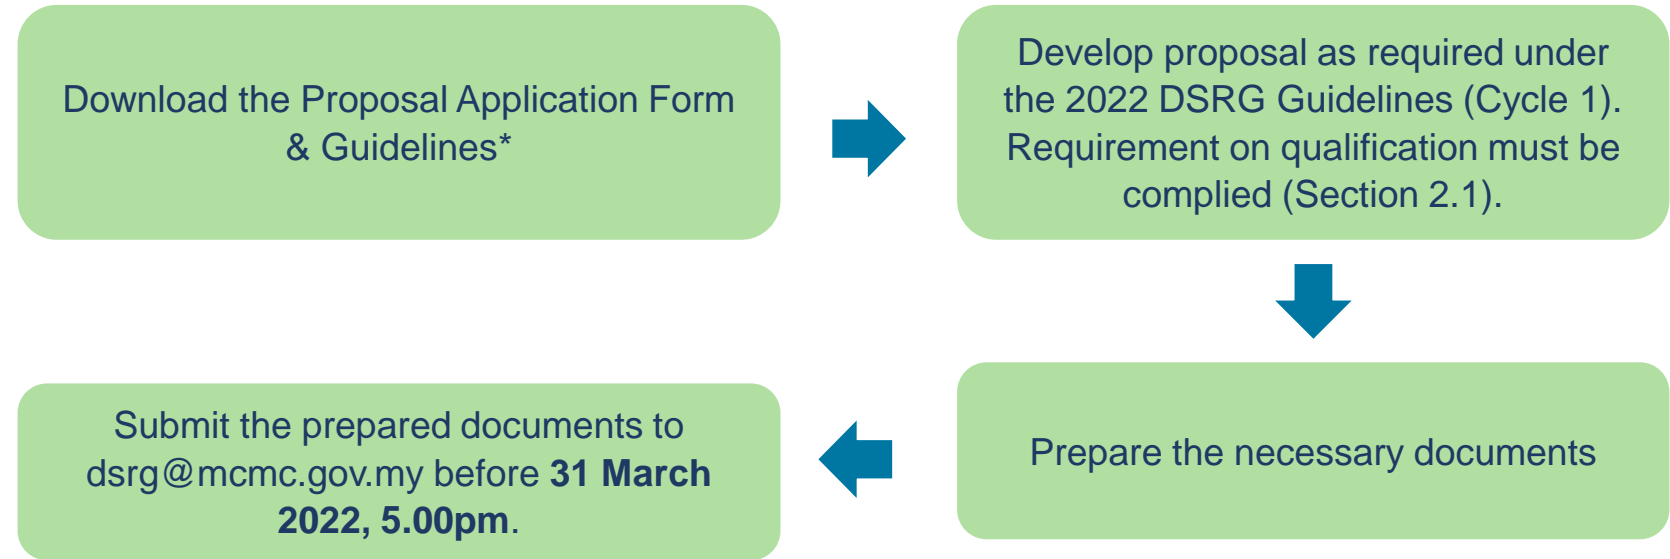 Download the Proposal Application Form
& Guidelines*
Develop proposal as required under
the 2022 DSRG Guidelines (Cycle 1).
Requirement on qualification must be
complied (Section 2.1).
Prepare the necessary documents
Submit the prepared documents to
dsrg@mcmc.gov.my before 31 March
2022, 5.00pm.